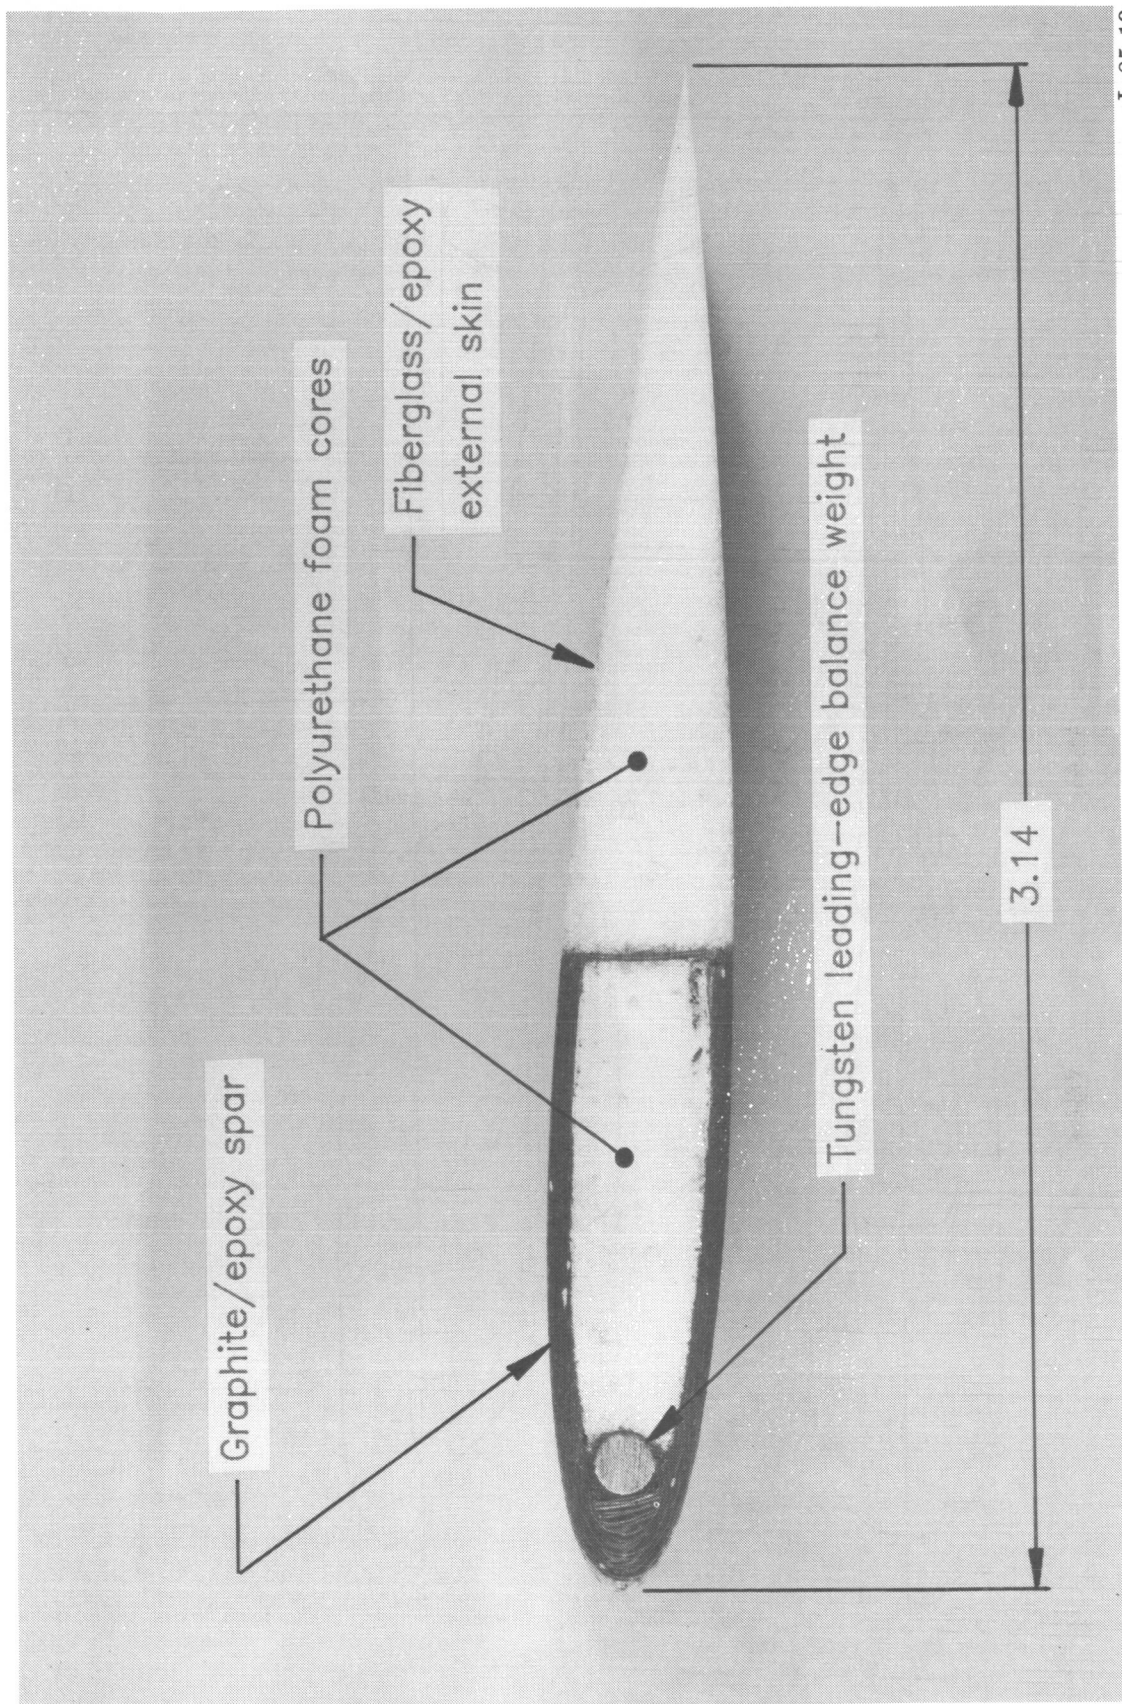 Graphite/epoxy spar
Polyurethane foam cores
Fiberglass/epoxy
external skin
Tungsten leading-edge balance weight
3.14